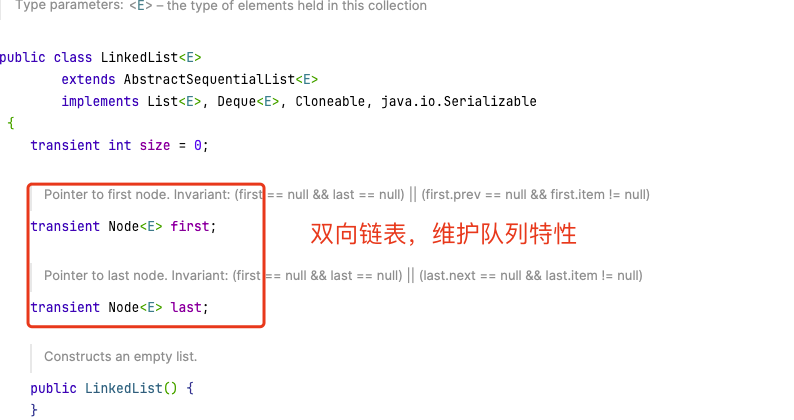 Type parameters: <E> – the type of elements held in this collection
public class LinkedList<E>
extends AbstractSequentialList<E>
implements List<E>, Deque<E>, Cloneable, java.io.Serializable
{
transient int size = 0;
Pointer to first node. Invariant: (first == null && last == null) || (first.prev == null && first.item != null)
transient Node<E> first;
双向链表，维护队列特性
Pointer to last node. Invariant: (first == null && last == null) || (last.next == null && last.item != null)
transient Node<E> last;
Constructs an empty list.
public LinkedList() {
}